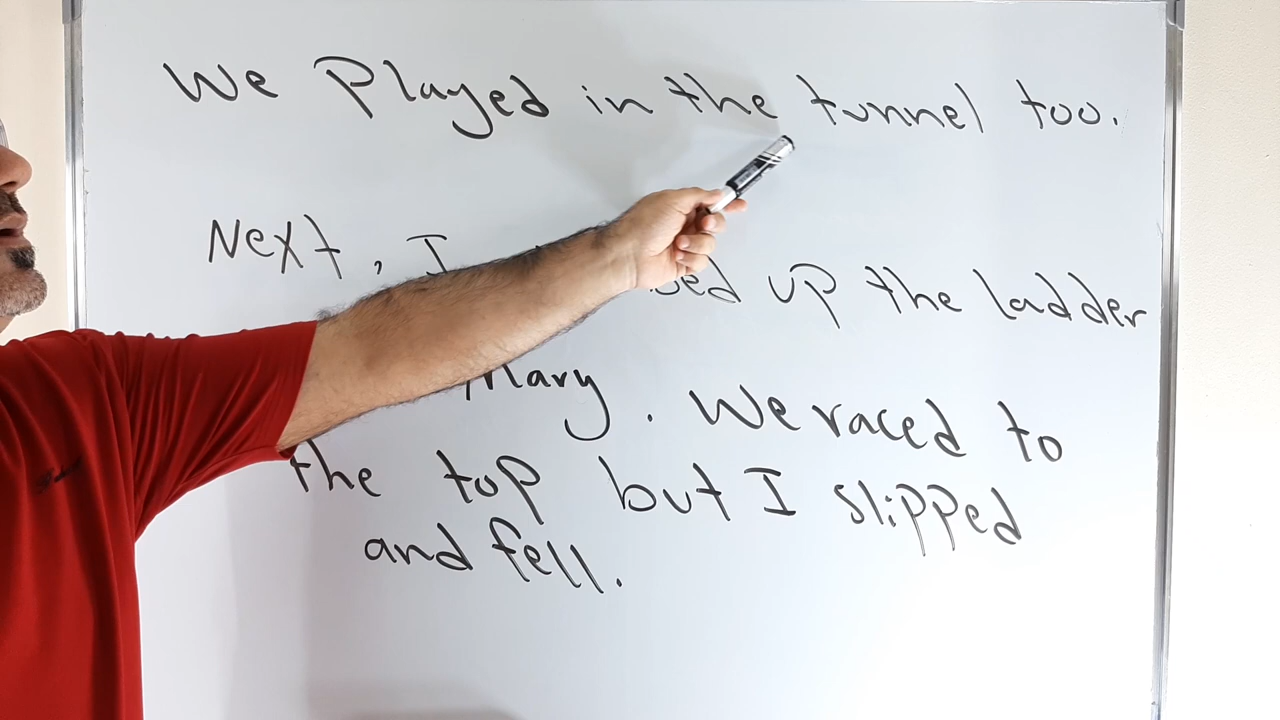 We Played in the tunnel too.
Next, I up the ladder
Mary. We raced to
the top but I slipped
and fell.